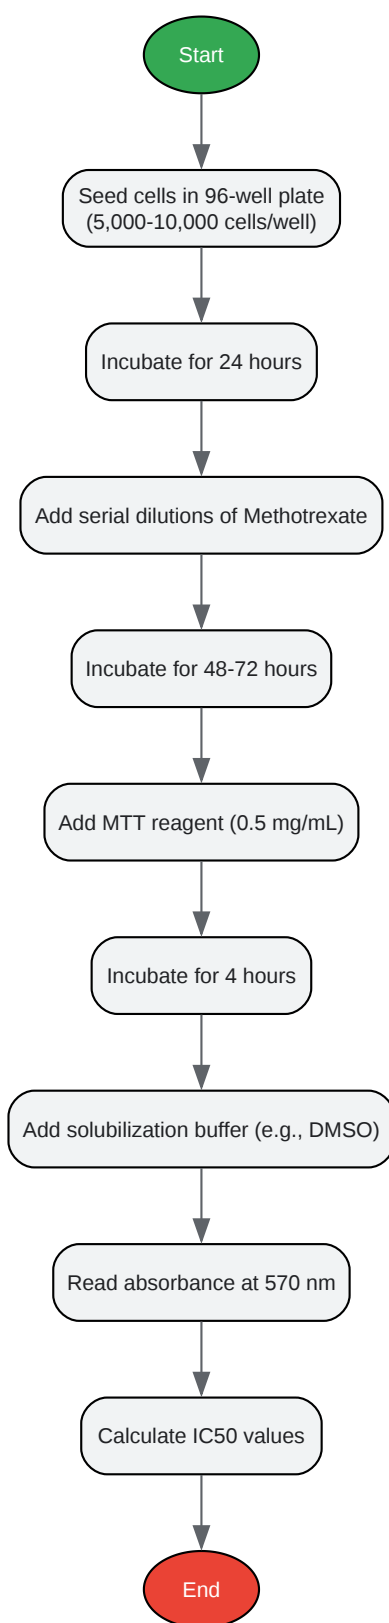 Start
Seed cells in 96-well plate
(5,000-10,000 cells/well)
Incubate for 24 hours
Add serial dilutions of Methotrexate
Incubate for 48-72 hours
Add MTT reagent (0.5 mg/mL)
Incubate for 4 hours
Add solubilization buffer (e.g., DMSO)
Read absorbance at 570 nm
Calculate IC50 values
End